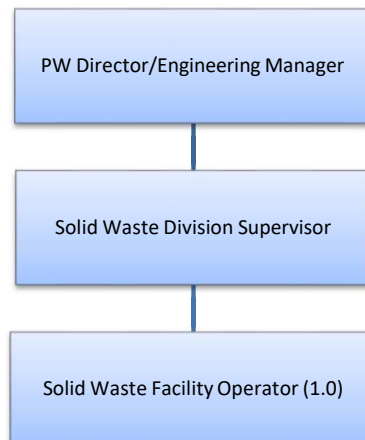 PW Director/Engineering Manager
Solid Waste Division Supervisor
Solid Waste Facility Operator (1.0)